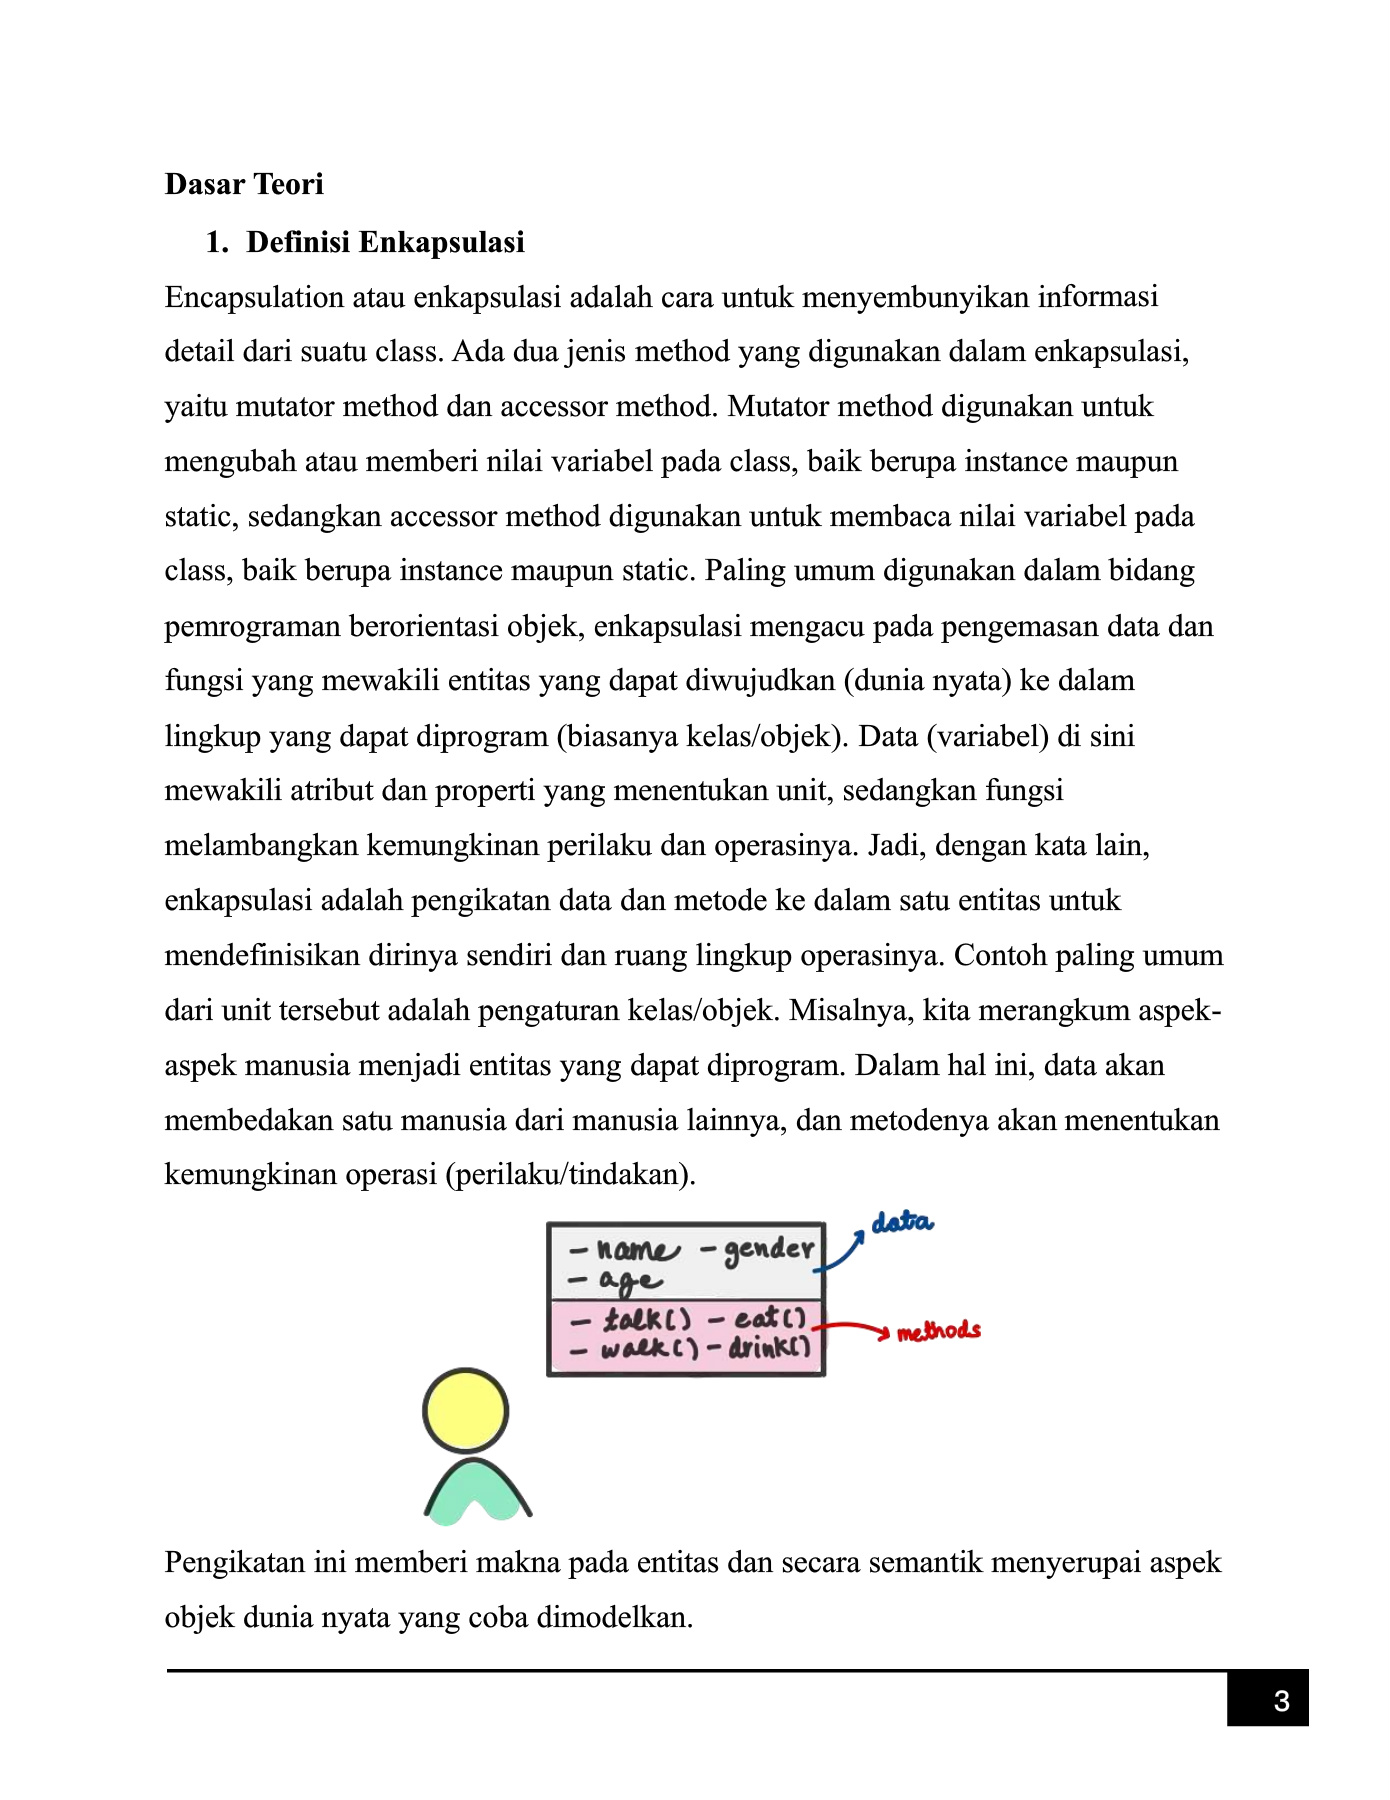 Dasar Teori
1. Definisi Enkapsulasi
Encapsulation atau enkapsulasi adalah cara untuk menyembunyikan informasi
detail dari suatu class. Ada dua jenis method yang digunakan dalam enkapsulasi,
yaitu mutator method dan accessor method. Mutator method digunakan untuk
mengubah atau memberi nilai variabel pada class, baik berupa instance maupun
static, sedangkan accessor method digunakan untuk membaca nilai variabel pada
class, baik berupa instance maupun static. Paling umum digunakan dalam bidang
pemrograman berorientasi objek, enkapsulasi mengacu pada pengemasan data dan
fungsi yang mewakili entitas yang dapat diwujudkan (dunia nyata) ke dalam
lingkup yang dapat diprogram (biasanya kelas/objek). Data (variabel) di sini
mewakili atribut dan properti yang menentukan unit, sedangkan fungsi
melambangkan kemungkinan perilaku dan operasinya. Jadi, dengan kata lain,
enkapsulasi adalah pengikatan data dan metode ke dalam satu entitas untuk
mendefinisikan dirinya sendiri dan ruang lingkup operasinya. Contoh paling umum
dari unit tersebut adalah pengaturan kelas/objek. Misalnya, kita merangkum aspek-
aspek manusia menjadi entitas yang dapat diprogram. Dalam hal ini, data akan
membedakan satu manusia dari manusia lainnya, dan metodenya akan menentukan
kemungkinan operasi (perilaku/tindakan).
data
- name - gender
- age
- talk() - eat()
methods
- walk() - drink()
Pengikatan ini memberi makna pada entitas dan secara semantik menyerupai aspek
objek dunia nyata yang coba dimodelkan.
3